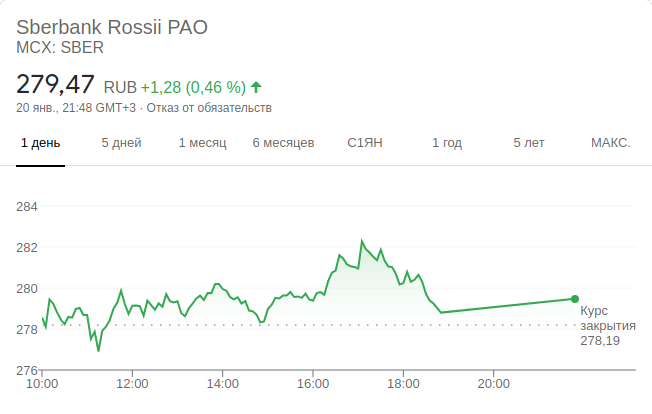 Sberbank Rossii PAO
MCX: SBER
279,47 RUB +1,28 (0,46 %)
20 янв., 21:48 GMT+3 · Отказ от обязательств
1 день 5 дней 1 месяц 6 месяцев С1ЯН 1 год 5 лет МАКС.
284
282
280
278
276
Курс
закрытия
278,19
10:00 12:00 14:00 16:00 18:00 20:00